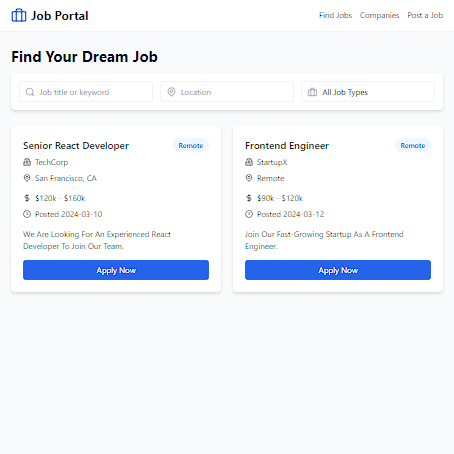 Job Portal
Find Jobs Companies Post a Job
Find Your Dream Job
Job title or keyword
Location
All Job Types
Senior React Developer
Remote
TechCorp
San Francisco, CA
$120k - $160k
Posted 2024-03-10
We Are Looking For An Experienced React
Developer To Join Our Team.
Apply Now
Frontend Engineer
Remote
StartupX
Remote
$90k - $120k
Posted 2024-03-12
Join Our Fast-Growing Startup As A Frontend
Engineer.
Apply Now